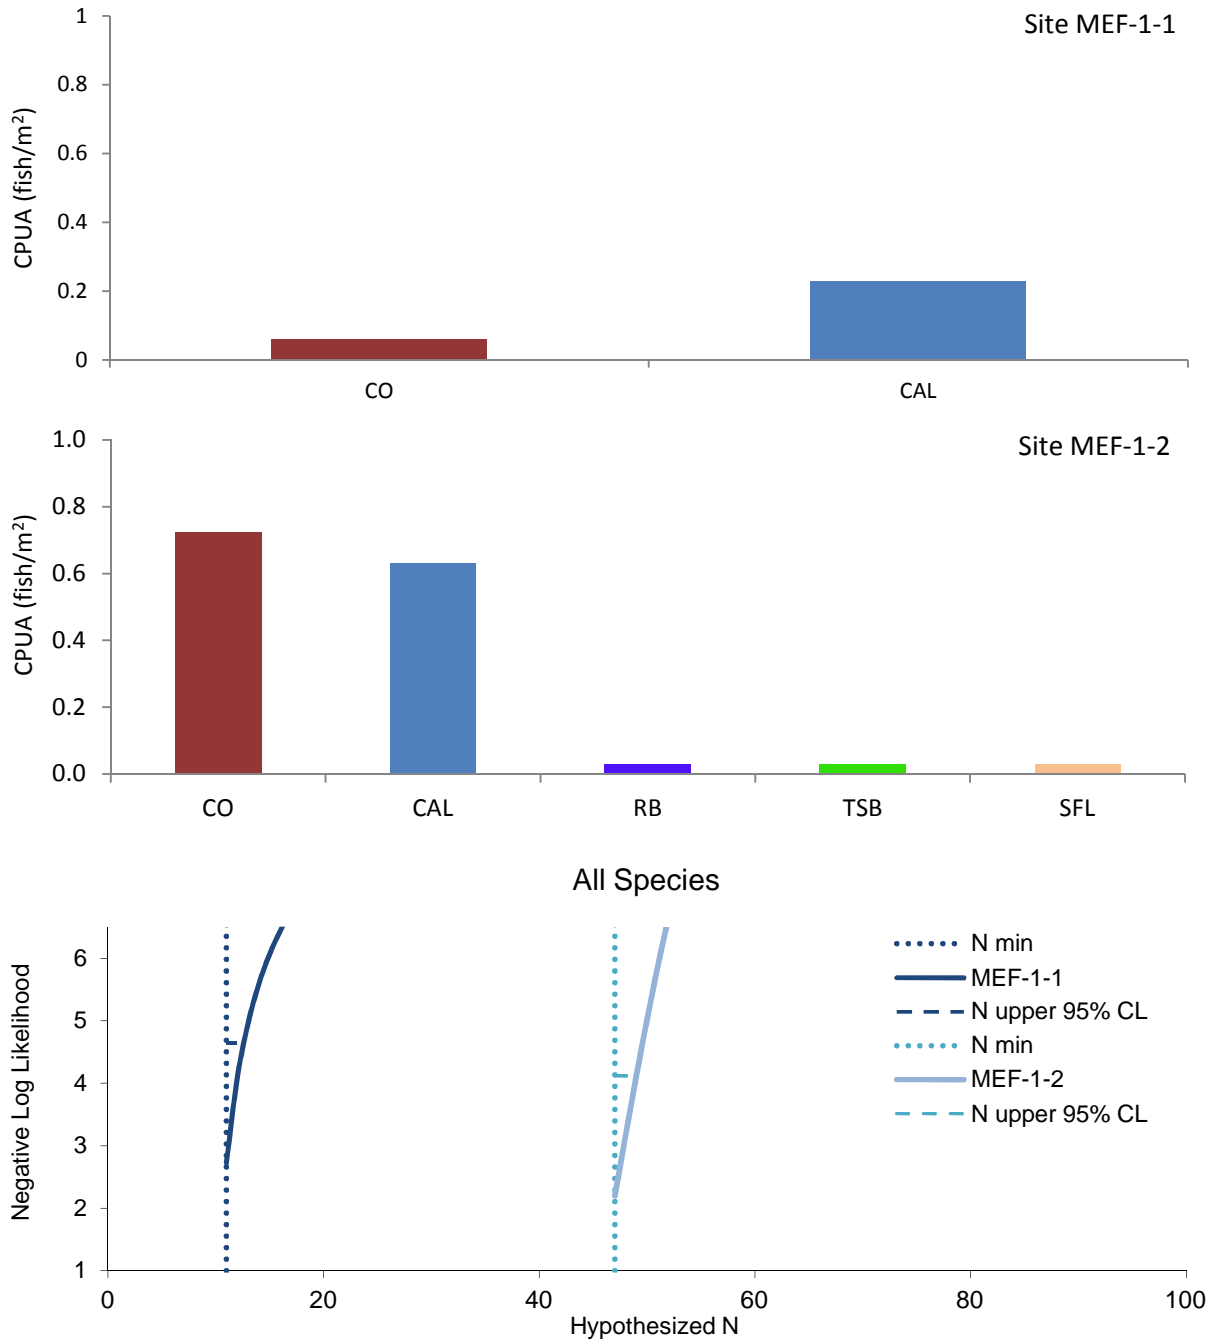 Site MEF-1-1
CPUA (fish/m²)
1
0.8
0.6
0.4
0.2
0
CO CAL
Site MEF-1-2
CPUA (fish/m²)
1.0
0.8
0.6
0.4
0.2
0.0
CO CAL RB TSB SFL
All Species
Negative Log Likelihood
6
5
4
3
2
1
N min
MEF-1-1
N upper 95% CL
N min
MEF-1-2
N upper 95% CL
0 20 40 60 80 100
Hypothesized N